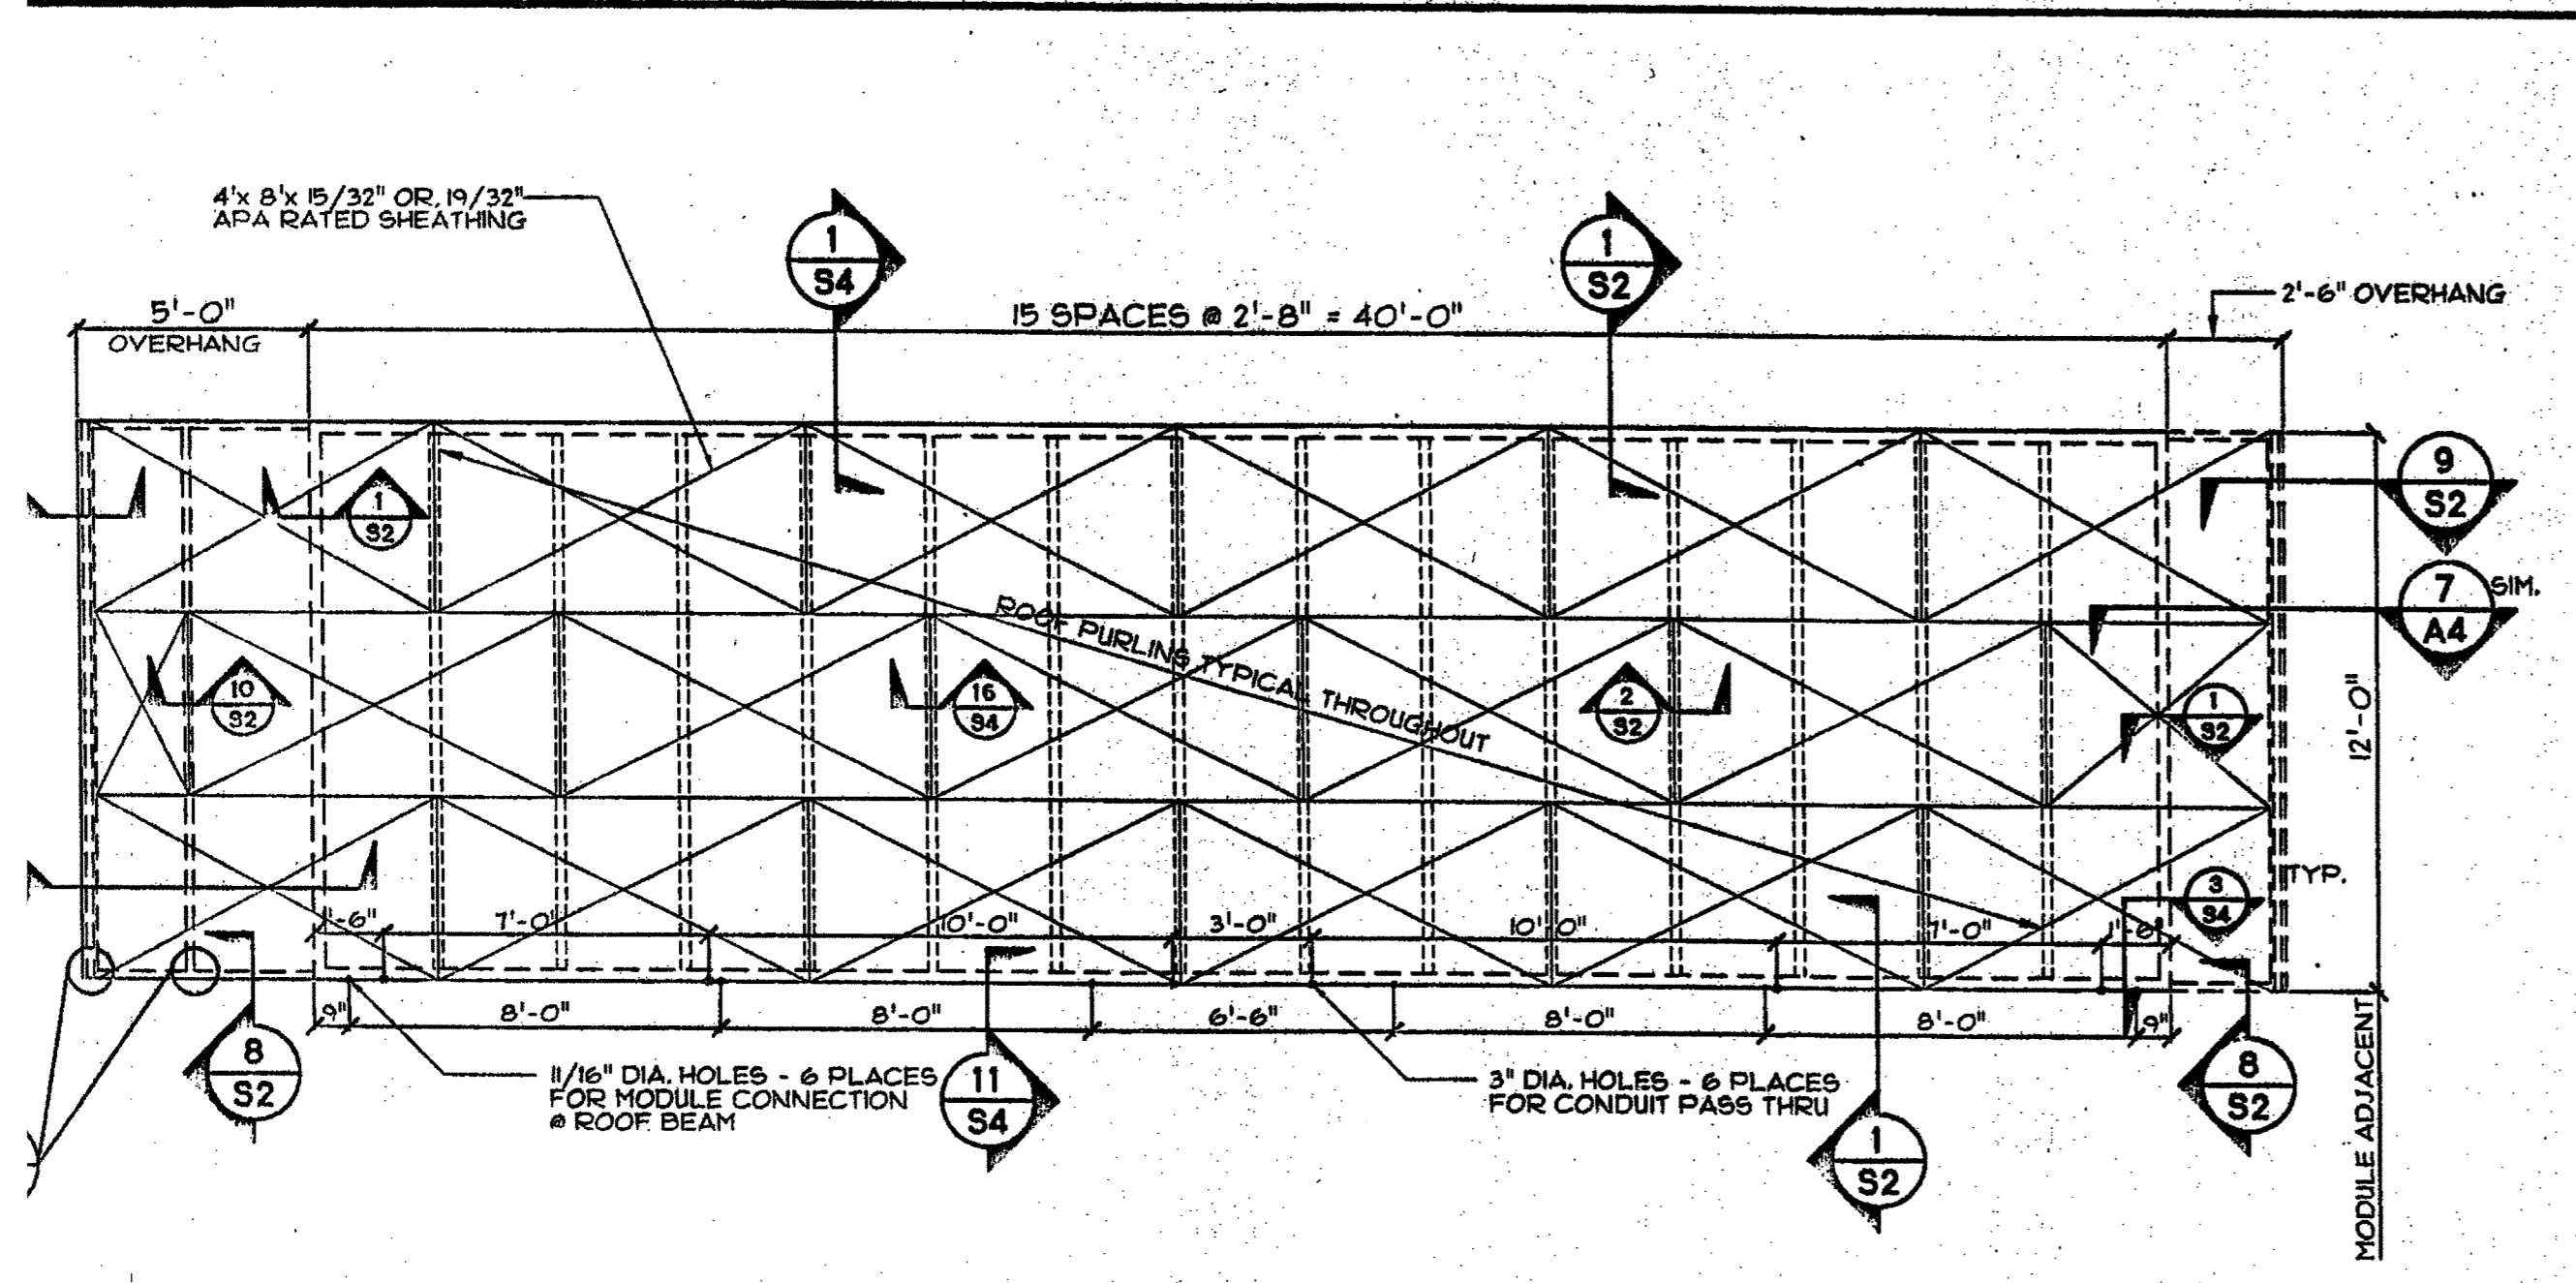 4'x 8'x 15/32" OR 19/32"
APA RATED SHEATHING
1
S4
1
S2
5'-0"
OVERHANG
15 SPACES @ 2'-8" = 40'-0"
2'-6" OVERHANG
1
S2
9
S2
7
A4
SIM.
ROOF PURLINS TYPICAL THROUGHOUT
10
S2
16
S4
2
S2
1
S2
12'-0"
3
S4
TYP.
-6"
7'-0"
10'-0"
3'-0"
10'-0"
7'-0"
1'-6"
9"
8'-0"
8'-0"
6'-6"
8'-0"
8'-0"
9"
8
S2
11/16" DIA. HOLES - 6 PLACES
FOR MODULE CONNECTION
@ ROOF BEAM
11
S4
3" DIA. HOLES - 6 PLACES
FOR CONDUIT PASS THRU
1
S2
8
S2
MODULE ADJACENT